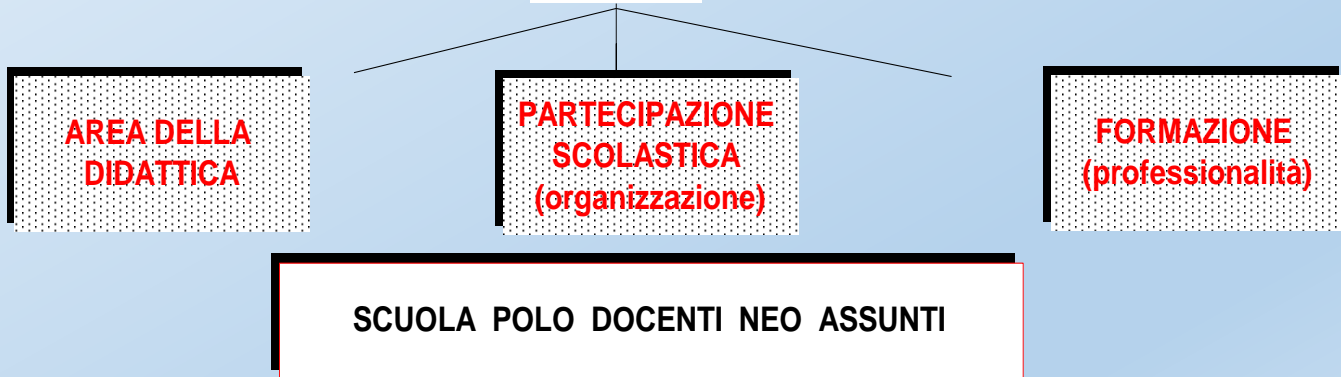 AREA DELLA
DIDATTICA
PARTECIPAZIONE
SCOLASTICA
(organizzazione)
FORMAZIONE
(professionalità)
SCUOLA POLO DOCENTI NEO ASSUNTI